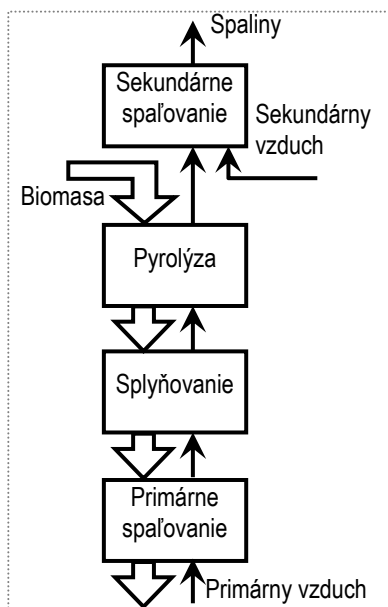 Spaliny
Sekundárne
spaľovanie
Sekundárny
vzduch
Biomasa
Pyrolýza
Splyňovanie
Primárne
spaľovanie
Primárny vzduch